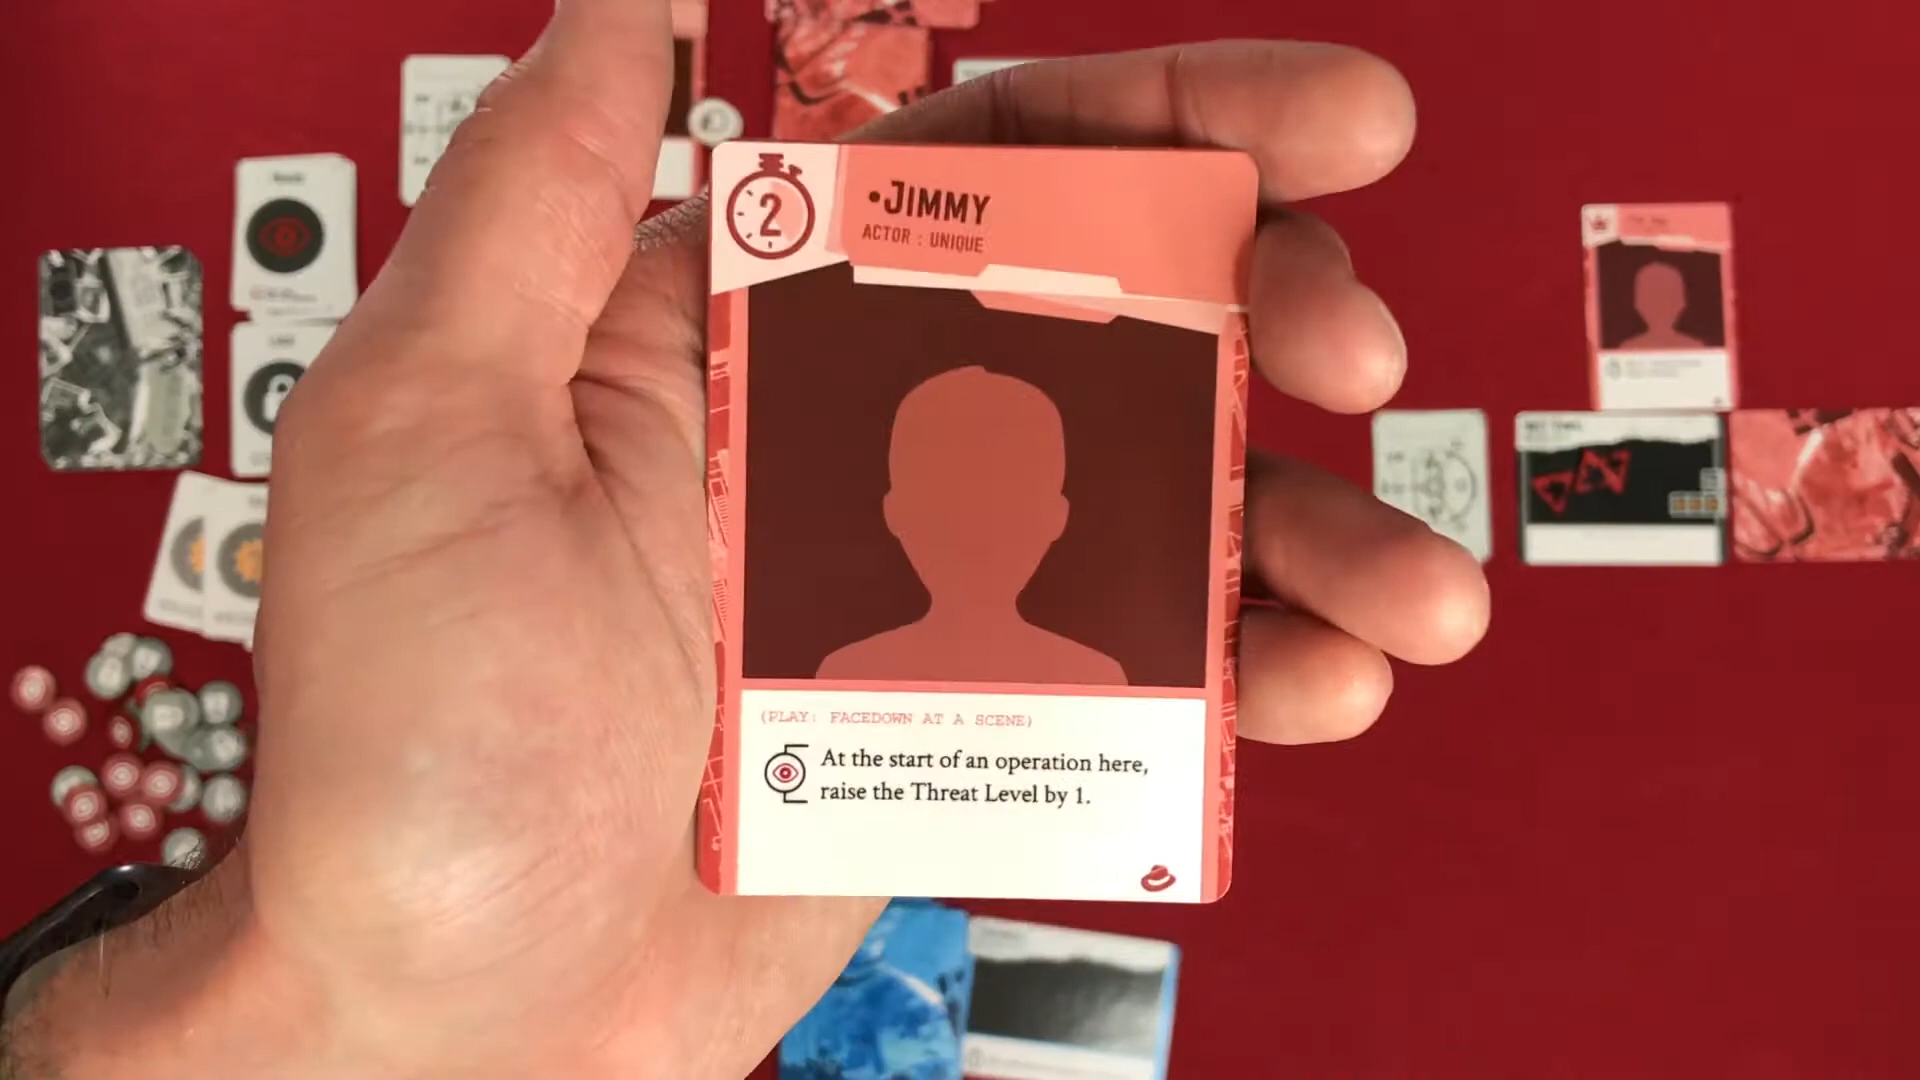 2
•JIMMY
ACTOR : UNIQUE
(PLAY: FACEDOWN AT A SCENE)
At the start of an operation here,
raise the Threat Level by 1.